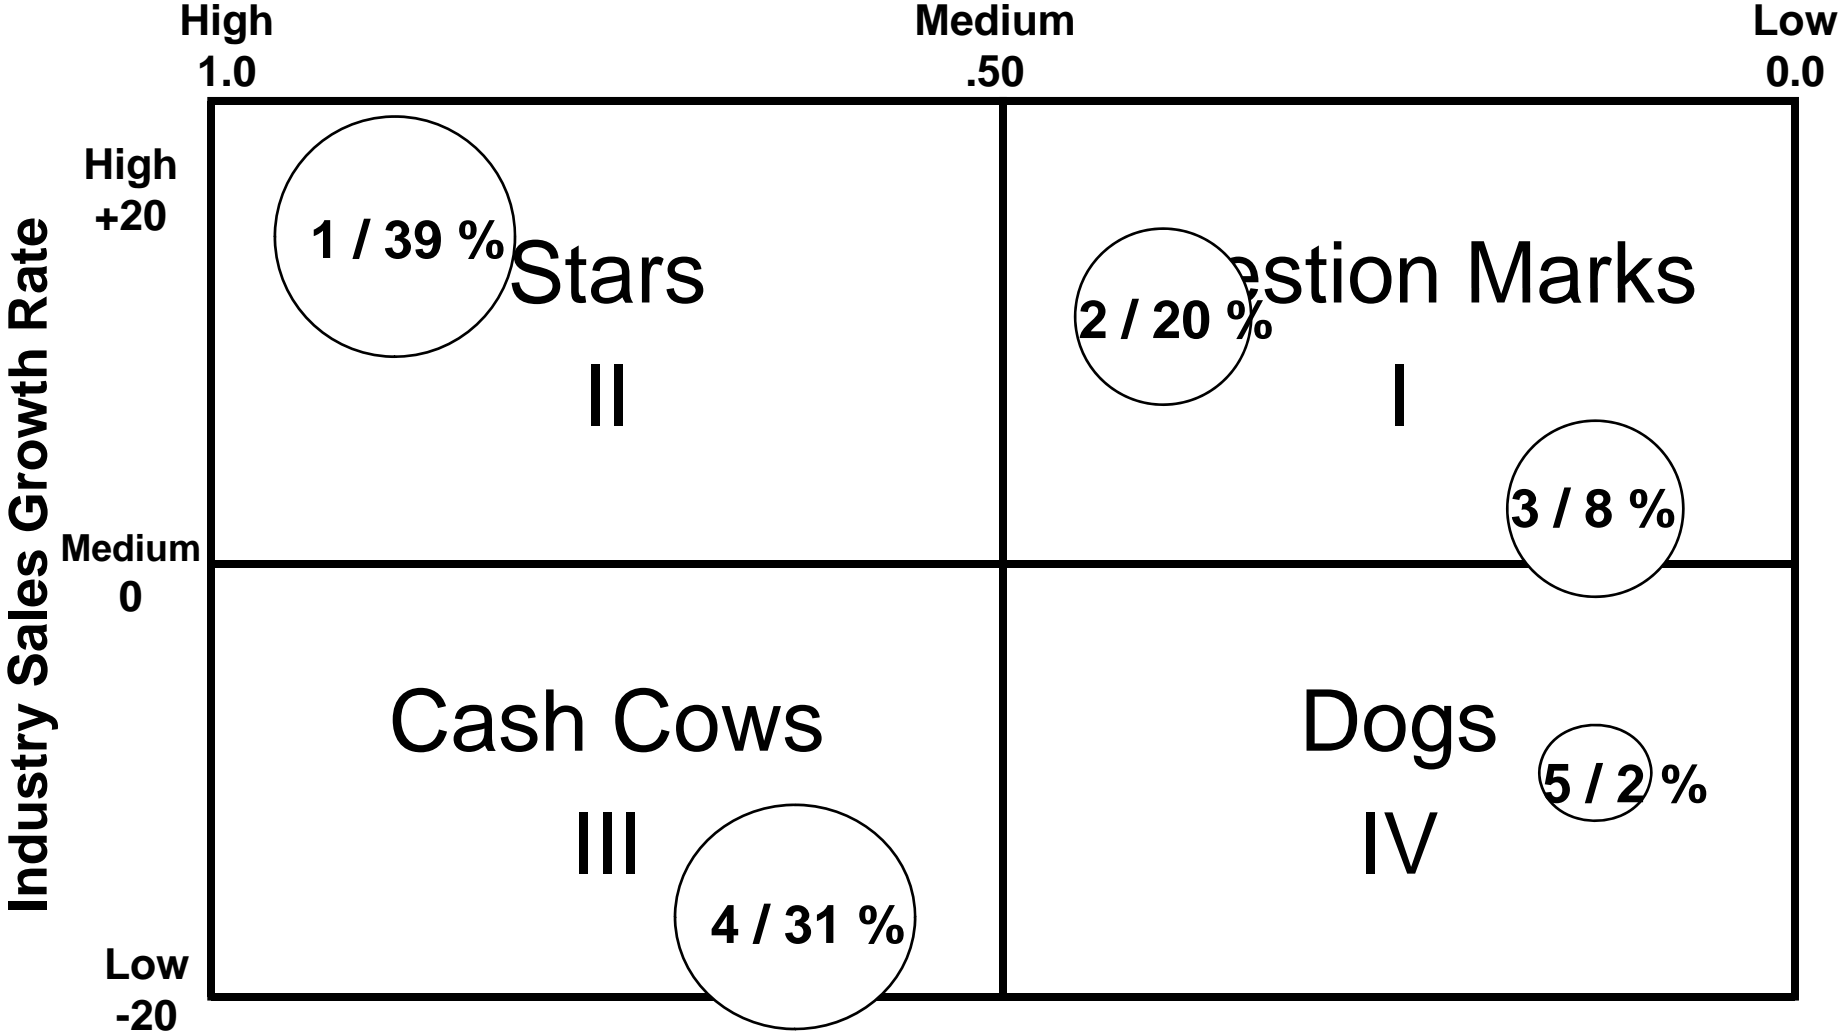 High Medium Low
1.0 .50 0.0
High
+20
Industry Sales Growth Rate
1 / 39 %
Stars
II
2 / 20 %
estion Marks
I
3 / 8 %
Medium
0
Cash Cows
III
4 / 31 %
Dogs
IV
5 / 2 %
Low
-20